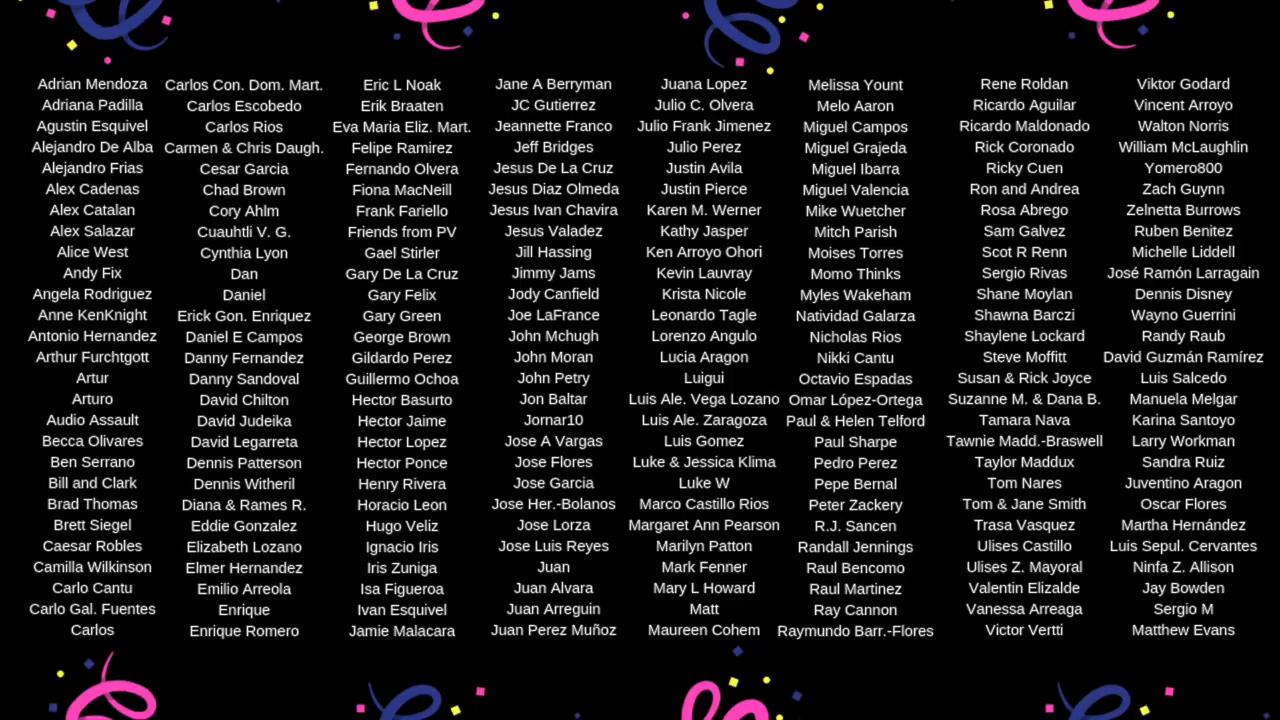 Adrian Mendoza
Adriana Padilla
Agustin Esquivel
Alejandro De Alba
Alejandro Frias
Alex Cadenas
Alex Catalan
Alex Salazar
Alice West
Andy Fix
Angela Rodriguez
Anne KenKnight
Antonio Hernandez
Arthur Furchtgott
Artur
Arturo
Audio Assault
Becca Olivares
Ben Serrano
Bill and Clark
Brad Thomas
Brett Siegel
Caesar Robles
Camilla Wilkinson
Carlo Cantu
Carlo Gal. Fuentes
Carlos
Carlos Con. Dom. Mart.
Carlos Escobedo
Carlos Rios
Carmen & Chris Daugh.
Cesar Garcia
Chad Brown
Cory Ahlm
Cuauhtli V. G.
Cynthia Lyon
Dan
Daniel
Erick Gon. Enriquez
Daniel E Campos
Danny Fernandez
Danny Sandoval
David Chilton
David Judeika
David Legarreta
Dennis Patterson
Dennis Witheril
Diana & Rames R.
Eddie Gonzalez
Elizabeth Lozano
Elmer Hernandez
Emilio Arreola
Enrique
Enrique Romero
Eric L Noak
Erik Braaten
Eva Maria Eliz. Mart.
Felipe Ramirez
Fernando Olvera
Fiona MacNeill
Frank Fariello
Friends from PV
Gael Stirler
Gary De La Cruz
Gary Felix
Gary Green
George Brown
Gildardo Perez
Guillermo Ochoa
Hector Basurto
Hector Jaime
Hector Lopez
Hector Ponce
Henry Rivera
Horacio Leon
Hugo Veliz
Ignacio Iris
Iris Zuniga
Isa Figueroa
Ivan Esquivel
Jamie Malacara
Jane A Berryman
JC Gutierrez
Jeannette Franco
Jeff Bridges
Jesus De La Cruz
Jesus Diaz Olmeda
Jesus Ivan Chavira
Jesus Valadez
Jill Hassing
Jimmy Jams
Jody Canfield
Joe LaFrance
John Mchugh
John Moran
John Petry
Jon Baltar
Jornar10
Jose A Vargas
Jose Flores
Jose Garcia
Jose Her.-Bolanos
Jose Lorza
Jose Luis Reyes
Juan
Juan Alvara
Juan Arreguin
Juan Perez Muñoz
Juana Lopez
Julio C. Olvera
Julio Frank Jimenez
Julio Perez
Justin Avila
Justin Pierce
Karen M. Werner
Kathy Jasper
Ken Arroyo Ohori
Kevin Lauvray
Krista Nicole
Leonardo Tagle
Lorenzo Angulo
Lucia Aragon
Luigui
Luis Ale. Vega Lozano
Luis Ale. Zaragoza
Luis Gomez
Luke & Jessica Klima
Luke W
Marco Castillo Rios
Margaret Ann Pearson
Marilyn Patton
Mark Fenner
Mary L Howard
Matt
Maureen Cohem
Melissa Yount
Melo Aaron
Miguel Campos
Miguel Grajeda
Miguel Ibarra
Miguel Valencia
Mike Wuetcher
Mitch Parish
Moises Torres
Momo Thinks
Myles Wakeham
Natividad Galarza
Nicholas Rios
Nikki Cantu
Octavio Espadas
Omar López-Ortega
Paul & Helen Telford
Paul Sharpe
Pedro Perez
Pepe Bernal
Peter Zackery
R.J. Sancen
Randall Jennings
Raul Bencomo
Raul Martinez
Ray Cannon
Raymundo Barr.-Flores
Rene Roldan
Ricardo Aguilar
Ricardo Maldonado
Rick Coronado
Ricky Cuen
Ron and Andrea
Rosa Abrego
Sam Galvez
Scot R Renn
Sergio Rivas
Shane Moylan
Shawna Barczi
Shaylene Lockard
Steve Moffitt
Susan & Rick Joyce
Suzanne M. & Dana B.
Tamara Nava
Tawnie Madd.-Braswell
Taylor Maddux
Tom Nares
Tom & Jane Smith
Trasa Vasquez
Ulises Castillo
Ulises Z. Mayoral
Valentin Elizalde
Vanessa Arreaga
Victor Vertti
Viktor Godard
Vincent Arroyo
Walton Norris
William McLaughlin
Yomero800
Zach Guynn
Zelnetta Burrows
Ruben Benitez
Michelle Liddell
José Ramón Larragain
Dennis Disney
Wayno Guerrini
Randy Raub
David Guzmán Ramírez
Luis Salcedo
Manuela Melgar
Karina Santoyo
Larry Workman
Sandra Ruiz
Juventino Aragon
Oscar Flores
Martha Hernández
Luis Sepul. Cervantes
Ninfa Z. Allison
Jay Bowden
Sergio M
Matthew Evans